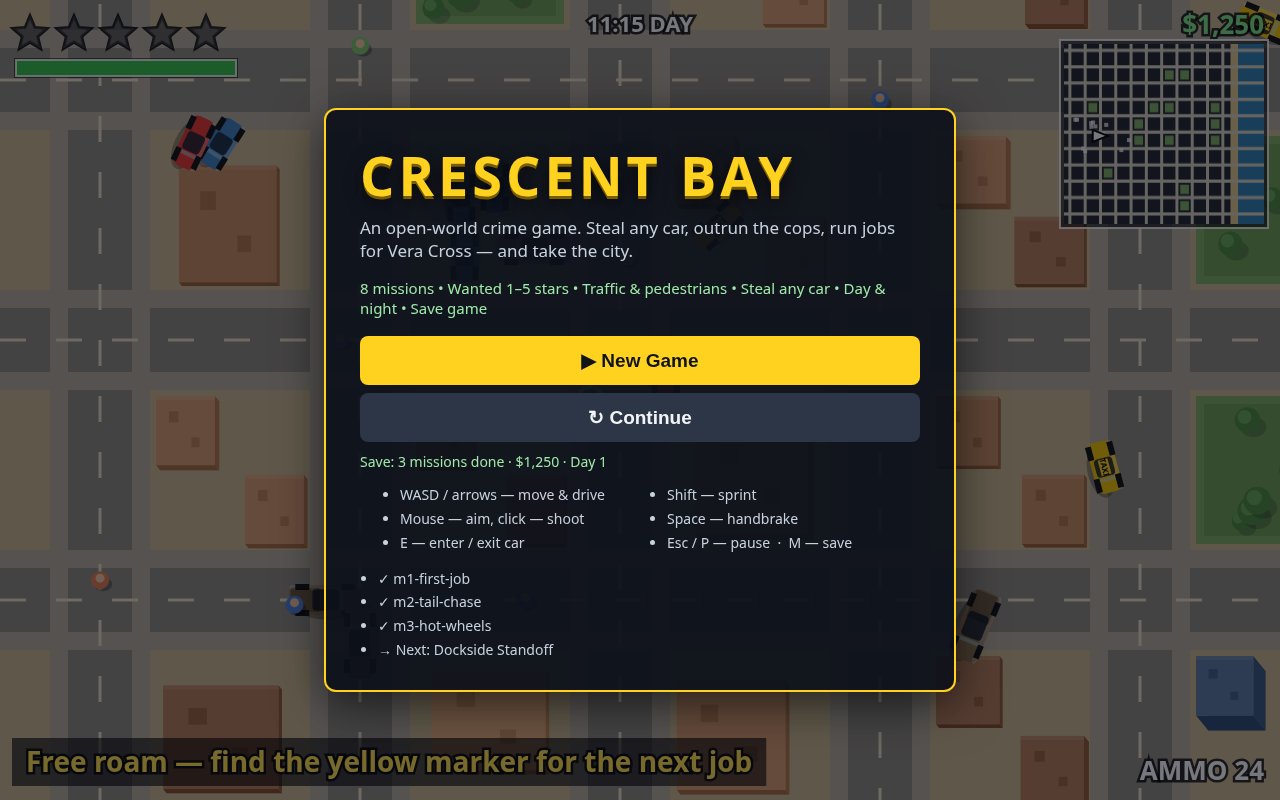 11:15 DAY
$1,250
CRESCENT BAY
An open-world crime game. Steal any car, outrun the cops, run jobs
for Vera Cross — and take the city.
8 missions • Wanted 1–5 stars • Traffic & pedestrians • Steal any car • Day &
night • Save game
▶ New Game
↻ Continue
Save: 3 missions done · $1,250 · Day 1
• WASD / arrows — move & drive
• Mouse — aim, click — shoot
• E — enter / exit car
• Shift — sprint
• Space — handbrake
• Esc / P — pause · M — save
• ✓ m1-first-job
• ✓ m2-tail-chase
• ✓ m3-hot-wheels
• → Next: Dockside Standoff
TAXI
Free roam — find the yellow marker for the next job
AMMO 24